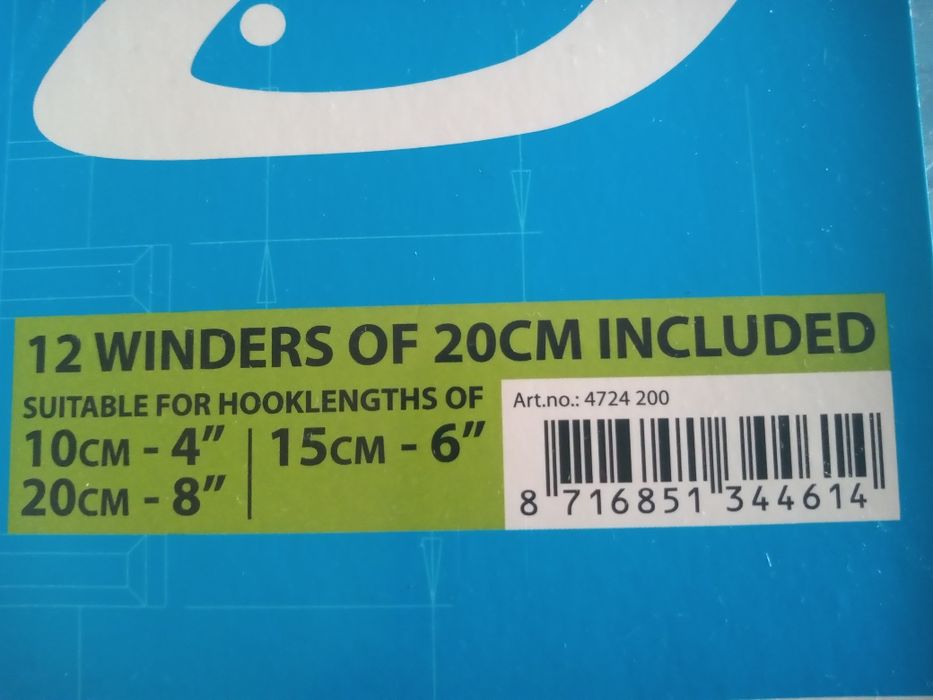 12 WINDERS OF 20CM INCLUDED
SUITABLE FOR HOOKLENGTHS OF
10CM - 4” | 15CM - 6”
20CM - 8”
Art.no.: 4724 200
8 716851 344614